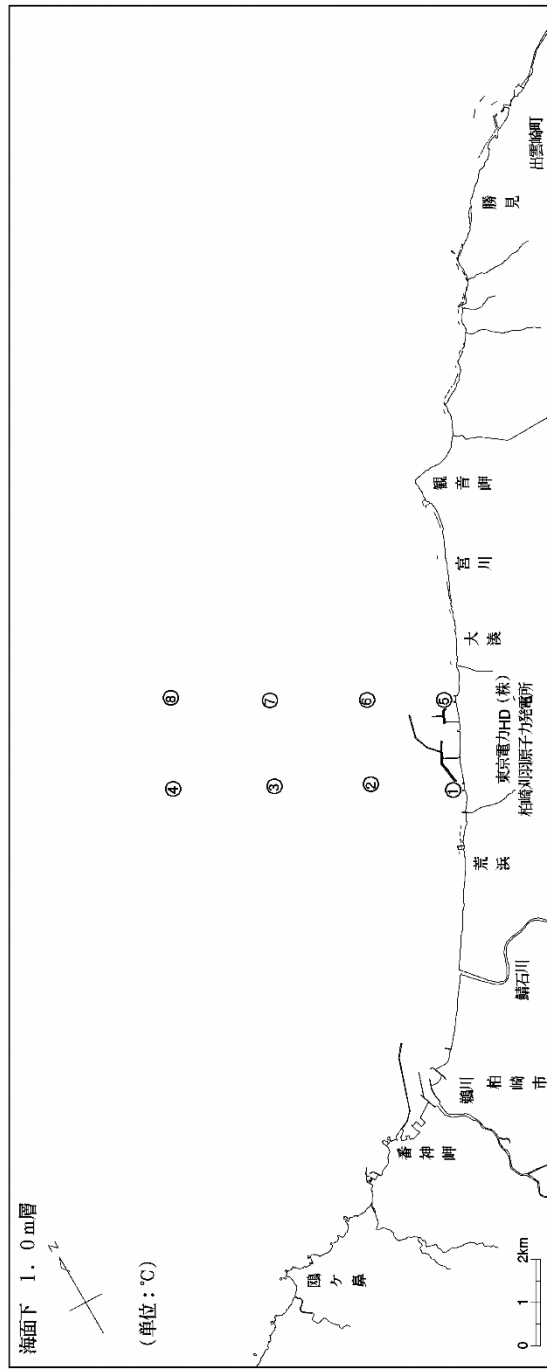 海面下 1.0m層
N
(単位:℃)
④
⑧
③
⑦
②
⑥
①
⑤
鴎ケ鼻
番神岬
鵜川
柏崎市
鯖石川
荒浜
東京電力HD(株)
柏崎刈羽原子力発電所
大湊
宮川
観音岬
勝見
出雲崎町
0 1 2km